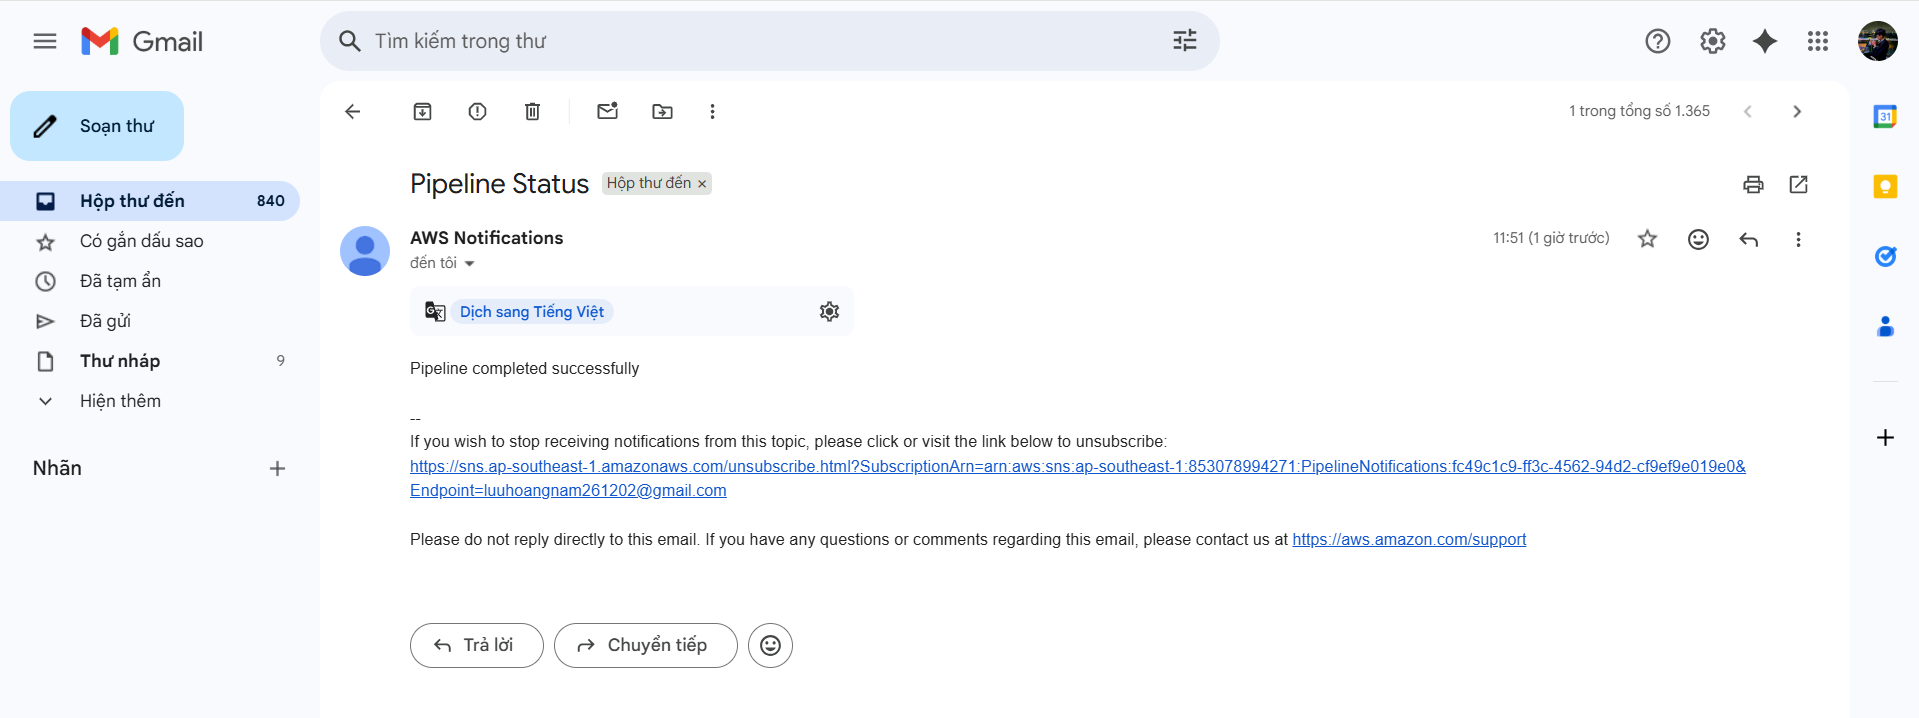 Gmail
Tìm kiếm trong thư
Soạn thư
Hộp thư đến 840
Có gắn dấu sao
Đã tạm ẩn
Đã gửi
Thư nháp 9
Hiện thêm
Nhãn
1 trong tổng số 1.365
Pipeline Status Hộp thư đến ×
AWS Notifications 11:51 (1 giờ trước)
đến tôi
Dịch sang Tiếng Việt
Pipeline completed successfully
--
If you wish to stop receiving notifications from this topic, please click or visit the link below to unsubscribe:
https://sns.ap-southeast-1.amazonaws.com/unsubscribe.html?SubscriptionArn=arn:aws:sns:ap-southeast-1:853078994271:PipelineNotifications:fc49c1c9-ff3c-4562-94d2-cf9ef9e019e0&
Endpoint=luuhoangnam261202@gmail.com
Please do not reply directly to this email. If you have any questions or comments regarding this email, please contact us at https://aws.amazon.com/support
Trả lời
Chuyển tiếp
31